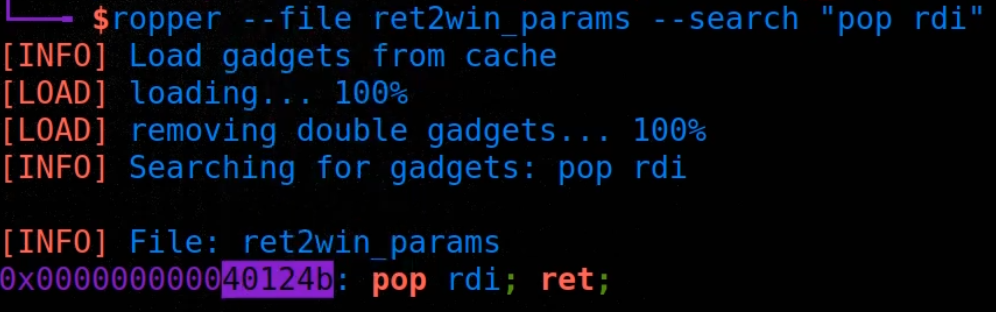 $ropper --file ret2win_params --search "pop rdi"
[INFO] Load gadgets from cache
[LOAD] loading... 100%
[LOAD] removing double gadgets... 100%
[INFO] Searching for gadgets: pop rdi
[INFO] File: ret2win_params
0x000000000040124b: pop rdi; ret;